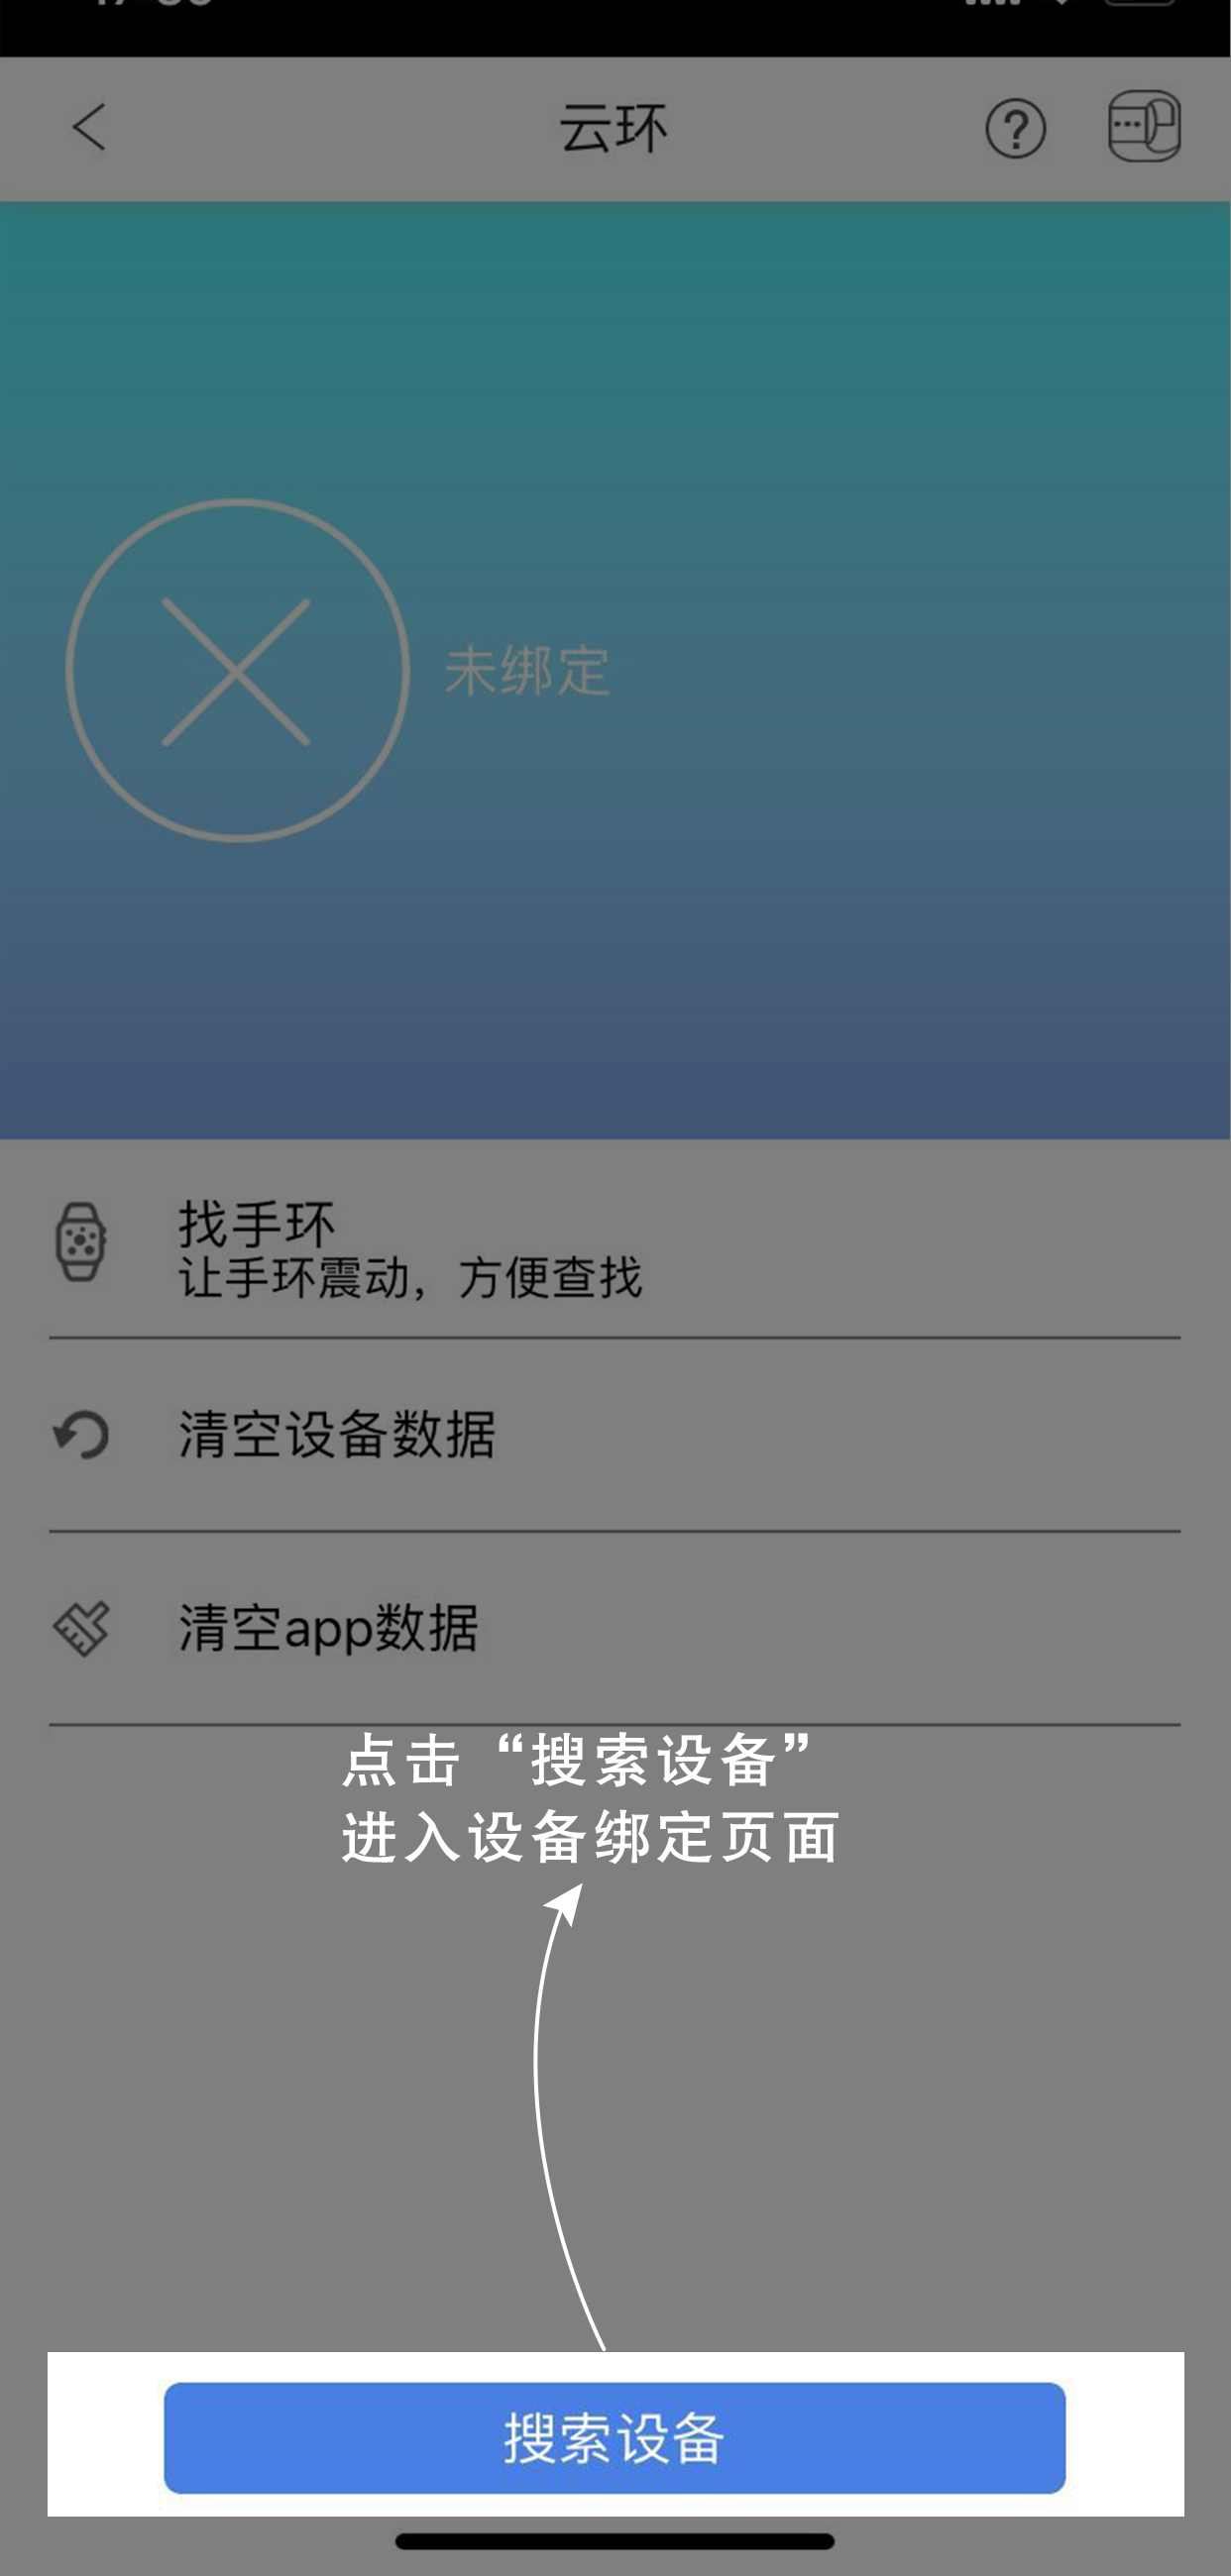 云环
未绑定
找手环
让手环震动，方便查找
清空设备数据
清空app数据
点击“搜索设备”
进入设备绑定页面
搜索设备